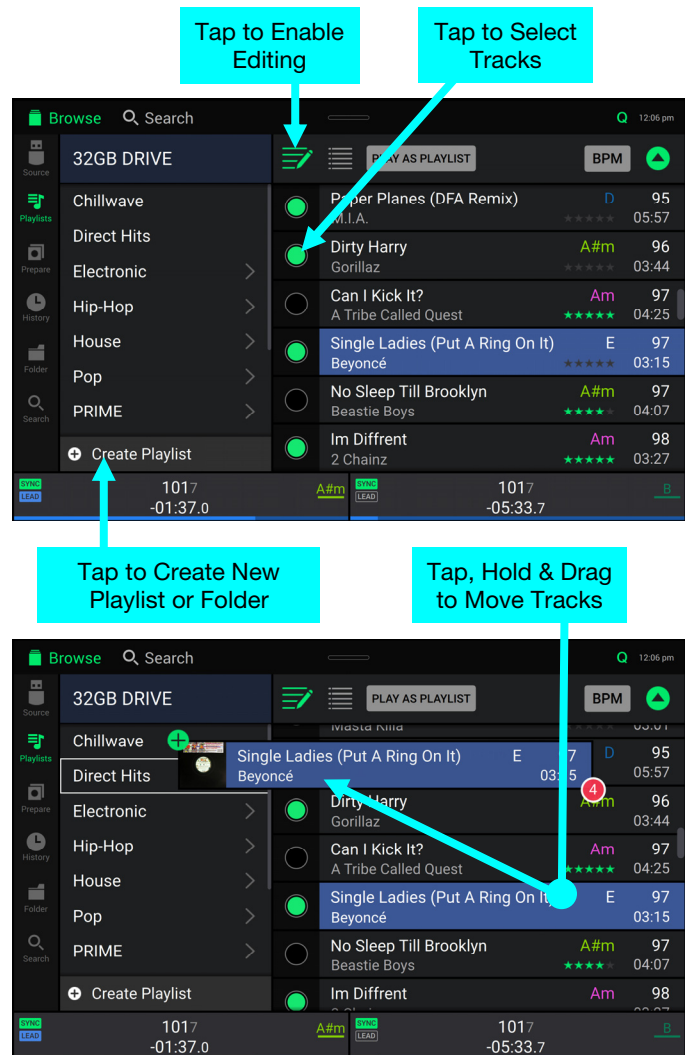 Tap to Enable
Editing
Tap to Select
Tracks
Browse
Search
Q
12:06 pm
Source
32GB DRIVE
PLAY AS PLAYLIST
BPM
Playlists
Prepare
History
Folder
Search
Chillwave
Direct Hits
Electronic
Hip-Hop
House
Pop
PRIME
Create Playlist
Paper Planes (DFA Remix) D 95
M.I.A. 05:57
Dirty Harry A#m 96
Gorillaz 03:44
Can I Kick It? Am 97
A Tribe Called Quest 04:25
Single Ladies (Put A Ring On It) E 97
Beyoncé 03:15
No Sleep Till Brooklyn A#m 97
Beastie Boys 04:07
Im Diffrent Am 98
2 Chainz 03:27
SYNC
LEAD
1017
-01:37.0
A#m
SYNC
LEAD
1017
-05:33.7
B
Tap to Create New
Playlist or Folder
Tap, Hold & Drag
to Move Tracks
Browse
Search
Q
12:06 pm
Source
32GB DRIVE
PLAY AS PLAYLIST
BPM
Playlists
Prepare
History
Folder
Search
Chillwave
Direct Hits
Electronic
Hip-Hop
House
Pop
PRIME
Create Playlist
Masta Killa
Single Ladies (Put A Ring On It) E
Beyoncé
4
D 95
05:57
Dirty Harry A#m 96
Gorillaz 03:44
Can I Kick It? Am 97
A Tribe Called Quest 04:25
Single Ladies (Put A Ring On It) E 97
Beyoncé 03:15
No Sleep Till Brooklyn A#m 97
Beastie Boys 04:07
Im Diffrent Am 98
SYNC
LEAD
1017
-01:37.0
A#m
SYNC
LEAD
1017
-05:33.7
B